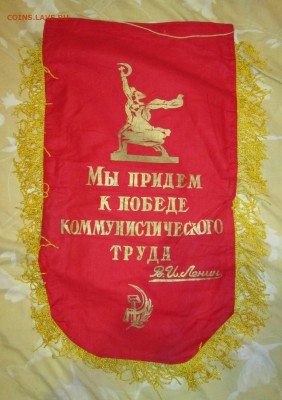 COINS.LAVE.RU
Мы придем
к победе
коммунистического
труда
В.И.Ленин